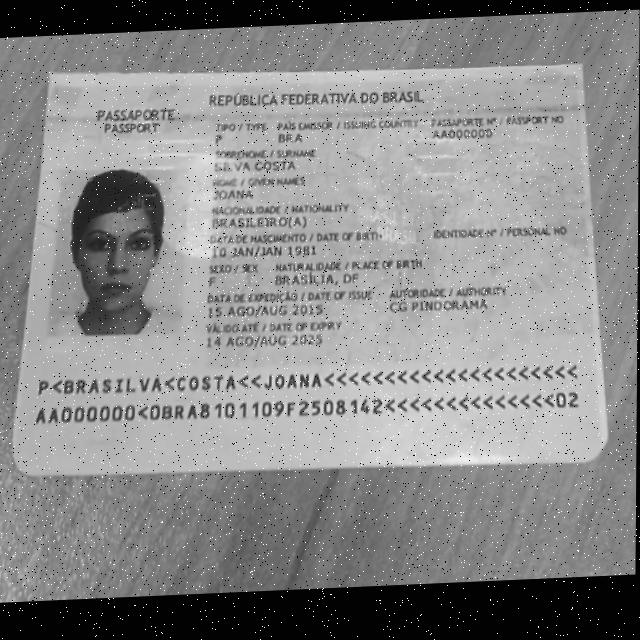 REPÚBLICA FEDERATIVA DO BRASIL
PASSAPORTE
PASSPORT
TIPO / TYPE PAÍS EMISSOR / ISSUING COUNTRY PASSAPORTE Nº / PASSPORT NO
P BRA AA000000
SOBRENOME / SURNAME
SILVA COSTA
NOME / GIVEN NAMES
JOANA
NACIONALIDADE / NATIONALITY
BRASILEIRO(A)
DATA DE NASCIMENTO / DATE OF BIRTH IDENTIDADE Nº / PERSONAL NO
10 JAN/JAN 1981
SEXO / SEX NATURALIDADE / PLACE OF BIRTH
F BRASÍLIA, DF
DATA DE EXPEDIÇÃO / DATE OF ISSUE AUTORIDADE / AUTHORITY
15 AGO/AUG 2015 CG PINDORAMA
VÁLIDO ATÉ / DATE OF EXPIRY
14 AGO/AUG 2025
P<BRASILVA<COSTA<<JOANA<<<<<<<<<<<<<<<<<<<<<
AA000000<0BRA8101109F2508142<<<<<<<<<<<<<<02